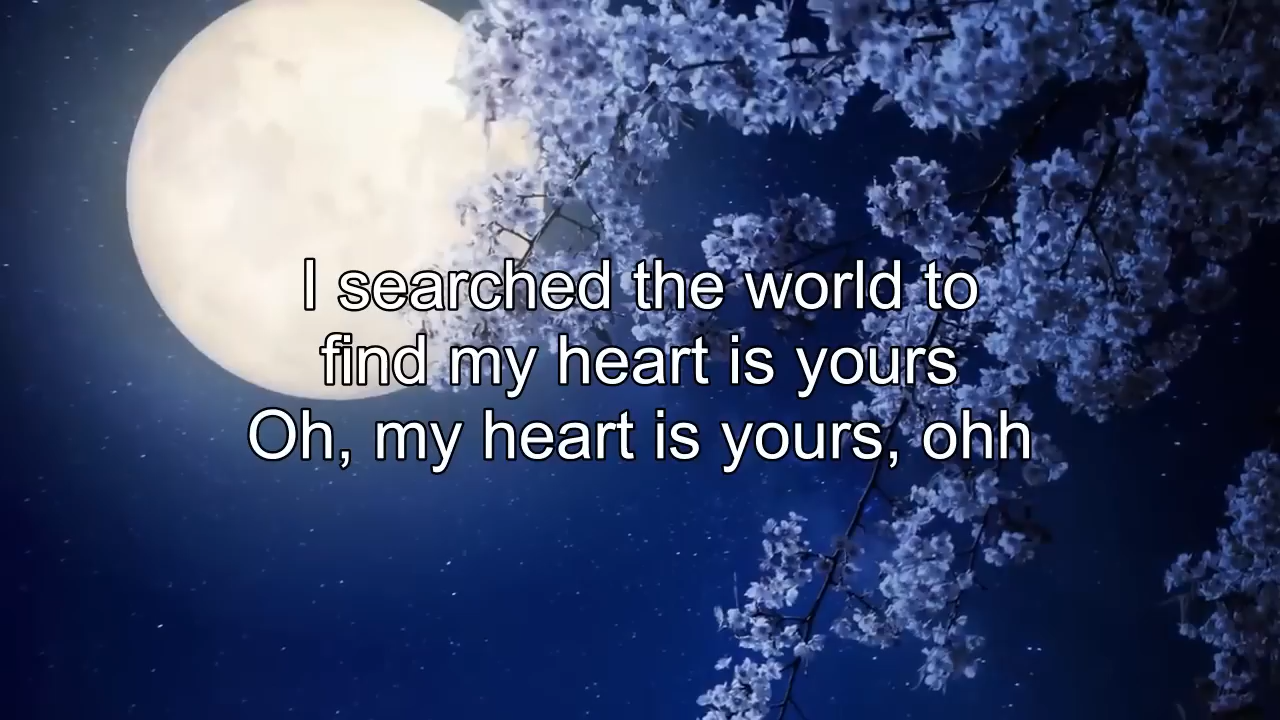 I searched the world to
find my heart is yours
Oh, my heart is yours, ohh